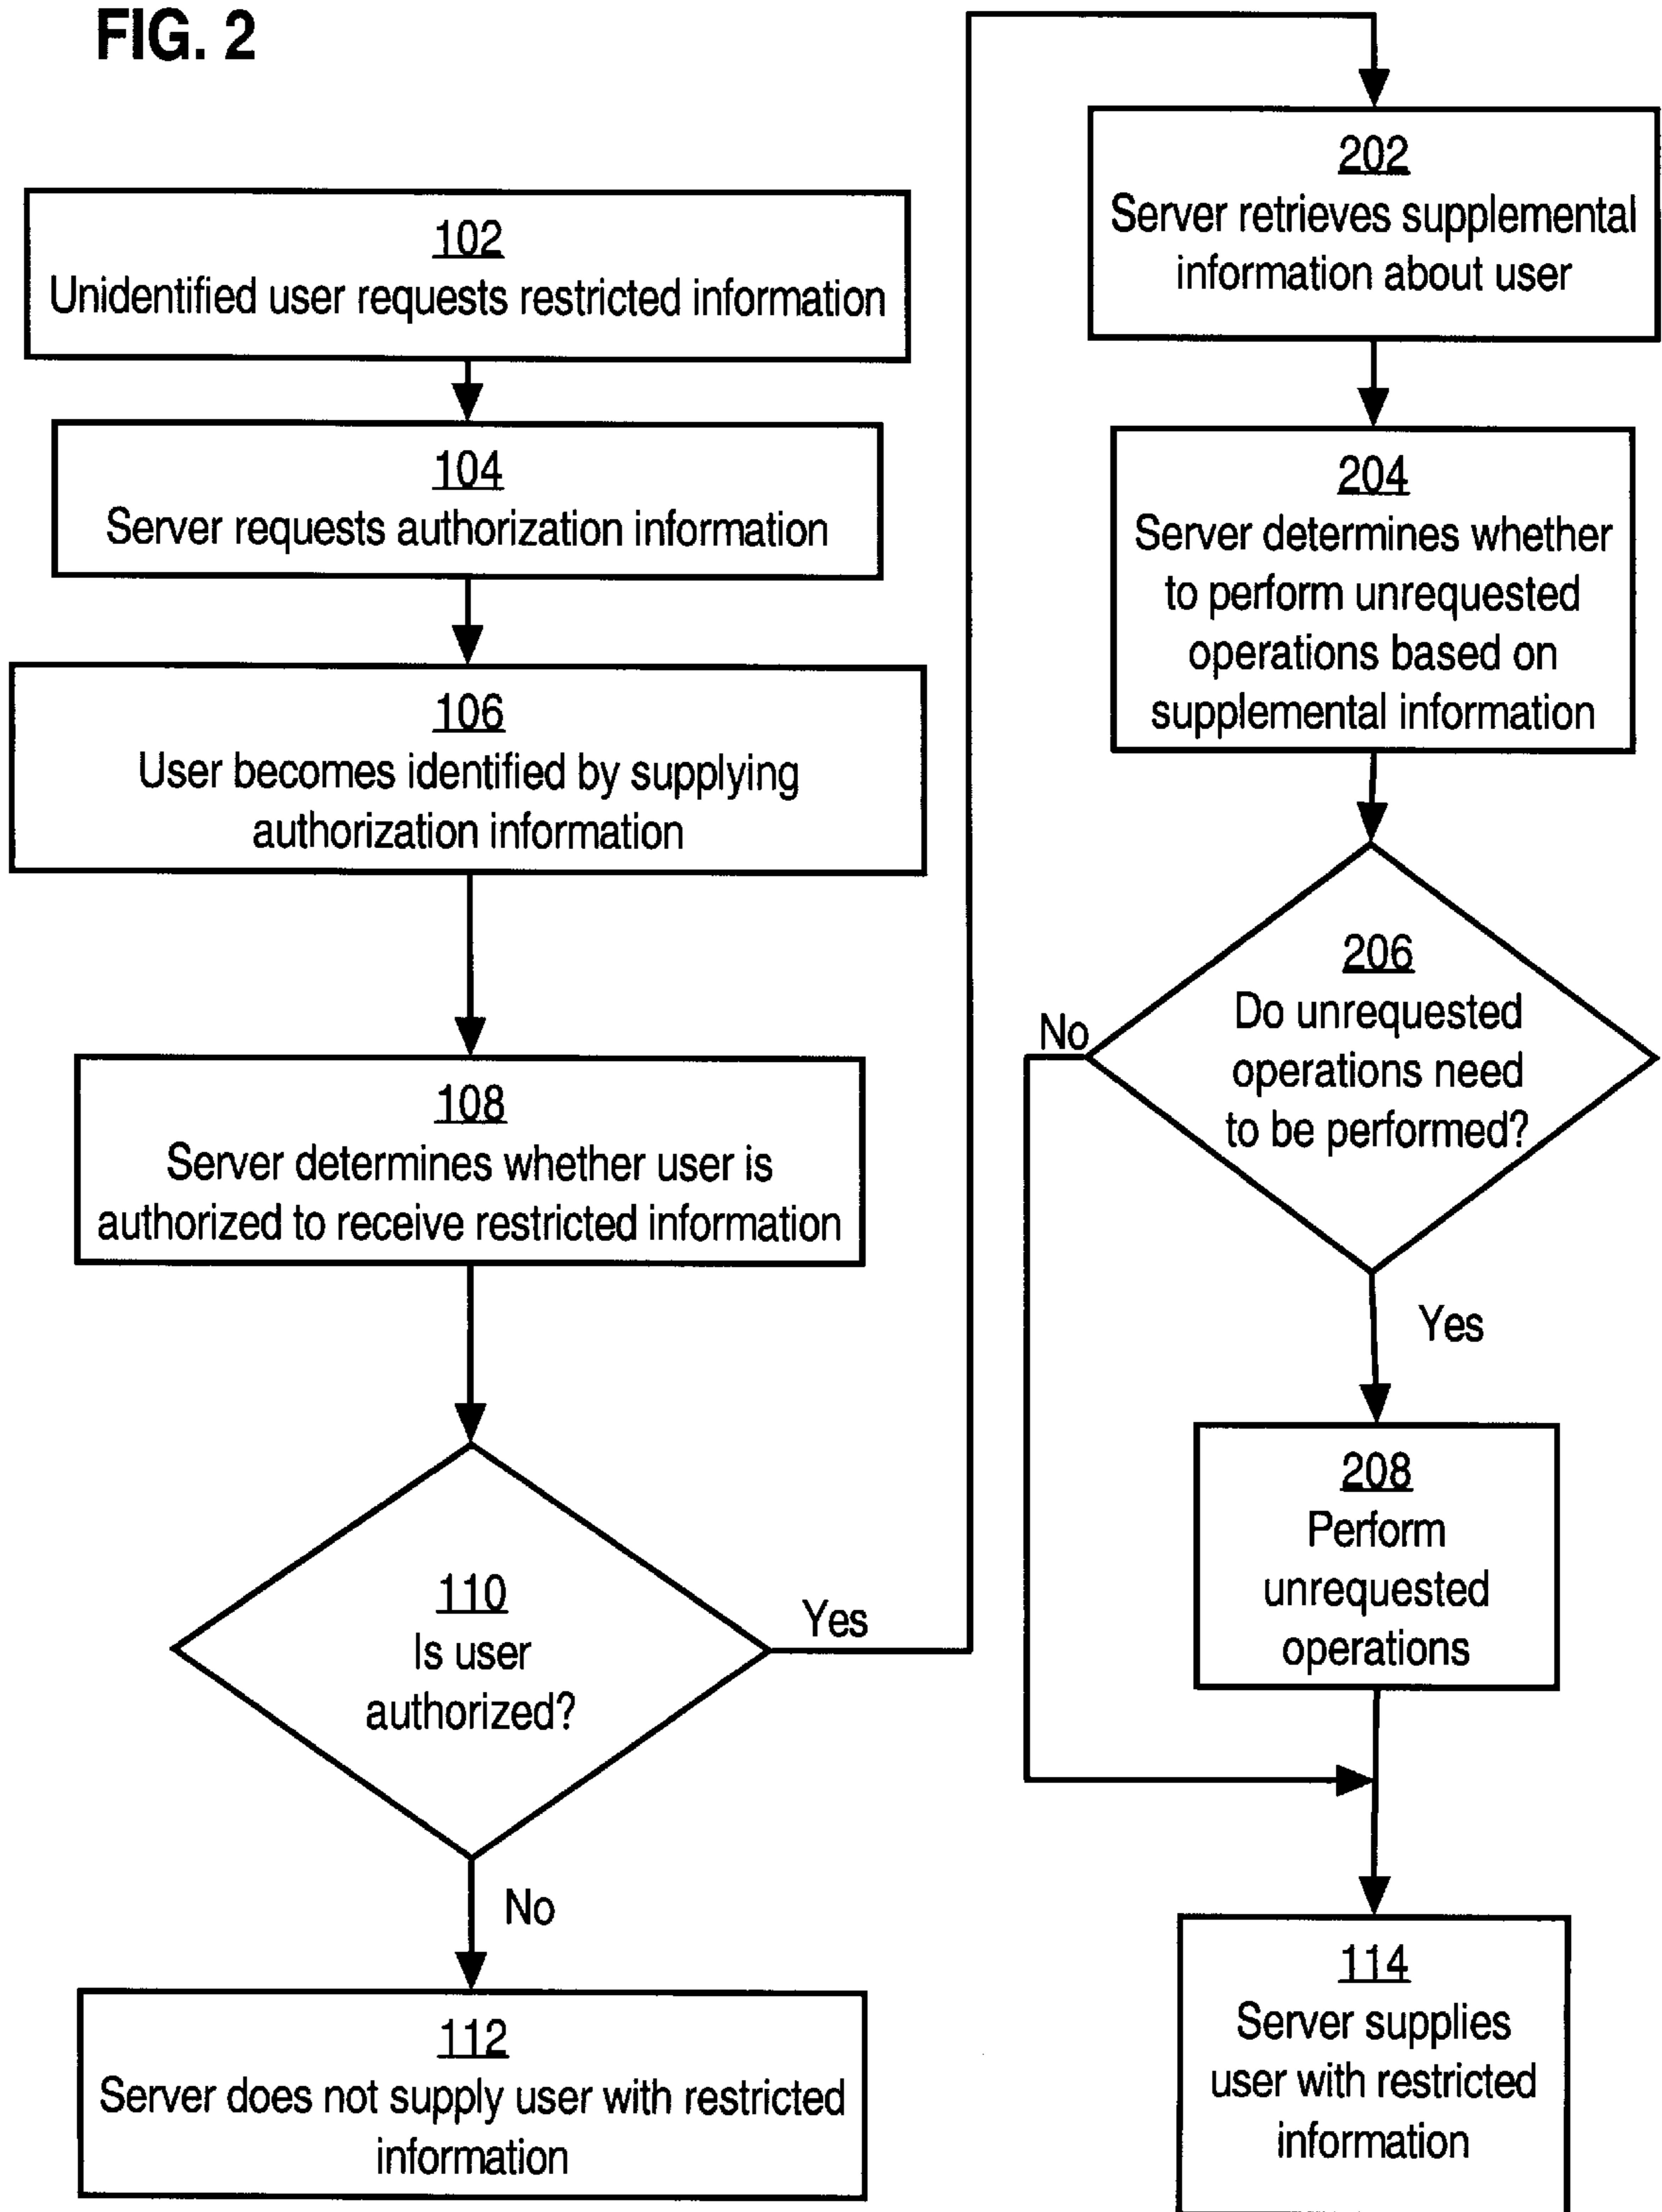 FIG. 2
102
Unidentified user requests restricted information
104
Server requests authorization information
106
User becomes identified by supplying
authorization information
108
Server determines whether user is
authorized to receive restricted information
110
Is user
authorized?
Yes
No
112
Server does not supply user with restricted
information
202
Server retrieves supplemental
information about user
204
Server determines whether
to perform unrequested
operations based on
supplemental information
206
Do unrequested
operations need
to be performed?
No
Yes
208
Perform
unrequested
operations
114
Server supplies
user with restricted
information